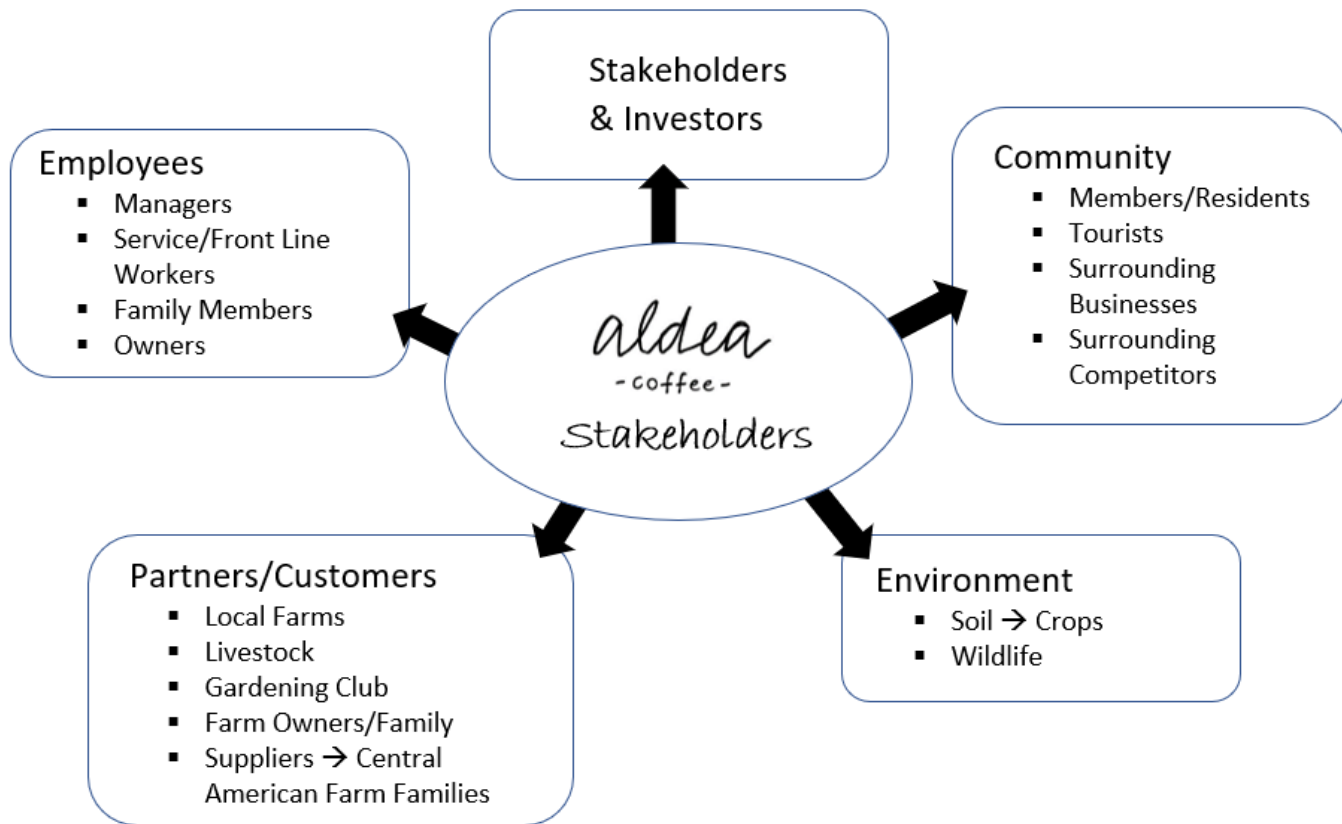 Stakeholders
& Investors
Employees
▪ Managers
▪ Service/Front Line
Workers
▪ Family Members
▪ Owners
Community
▪ Members/Residents
▪ Tourists
▪ Surrounding
Businesses
▪ Surrounding
Competitors
aldea
-coffee-
Stakeholders
Partners/Customers
▪ Local Farms
▪ Livestock
▪ Gardening Club
▪ Farm Owners/Family
▪ Suppliers → Central
American Farm Families
Environment
▪ Soil → Crops
▪ Wildlife